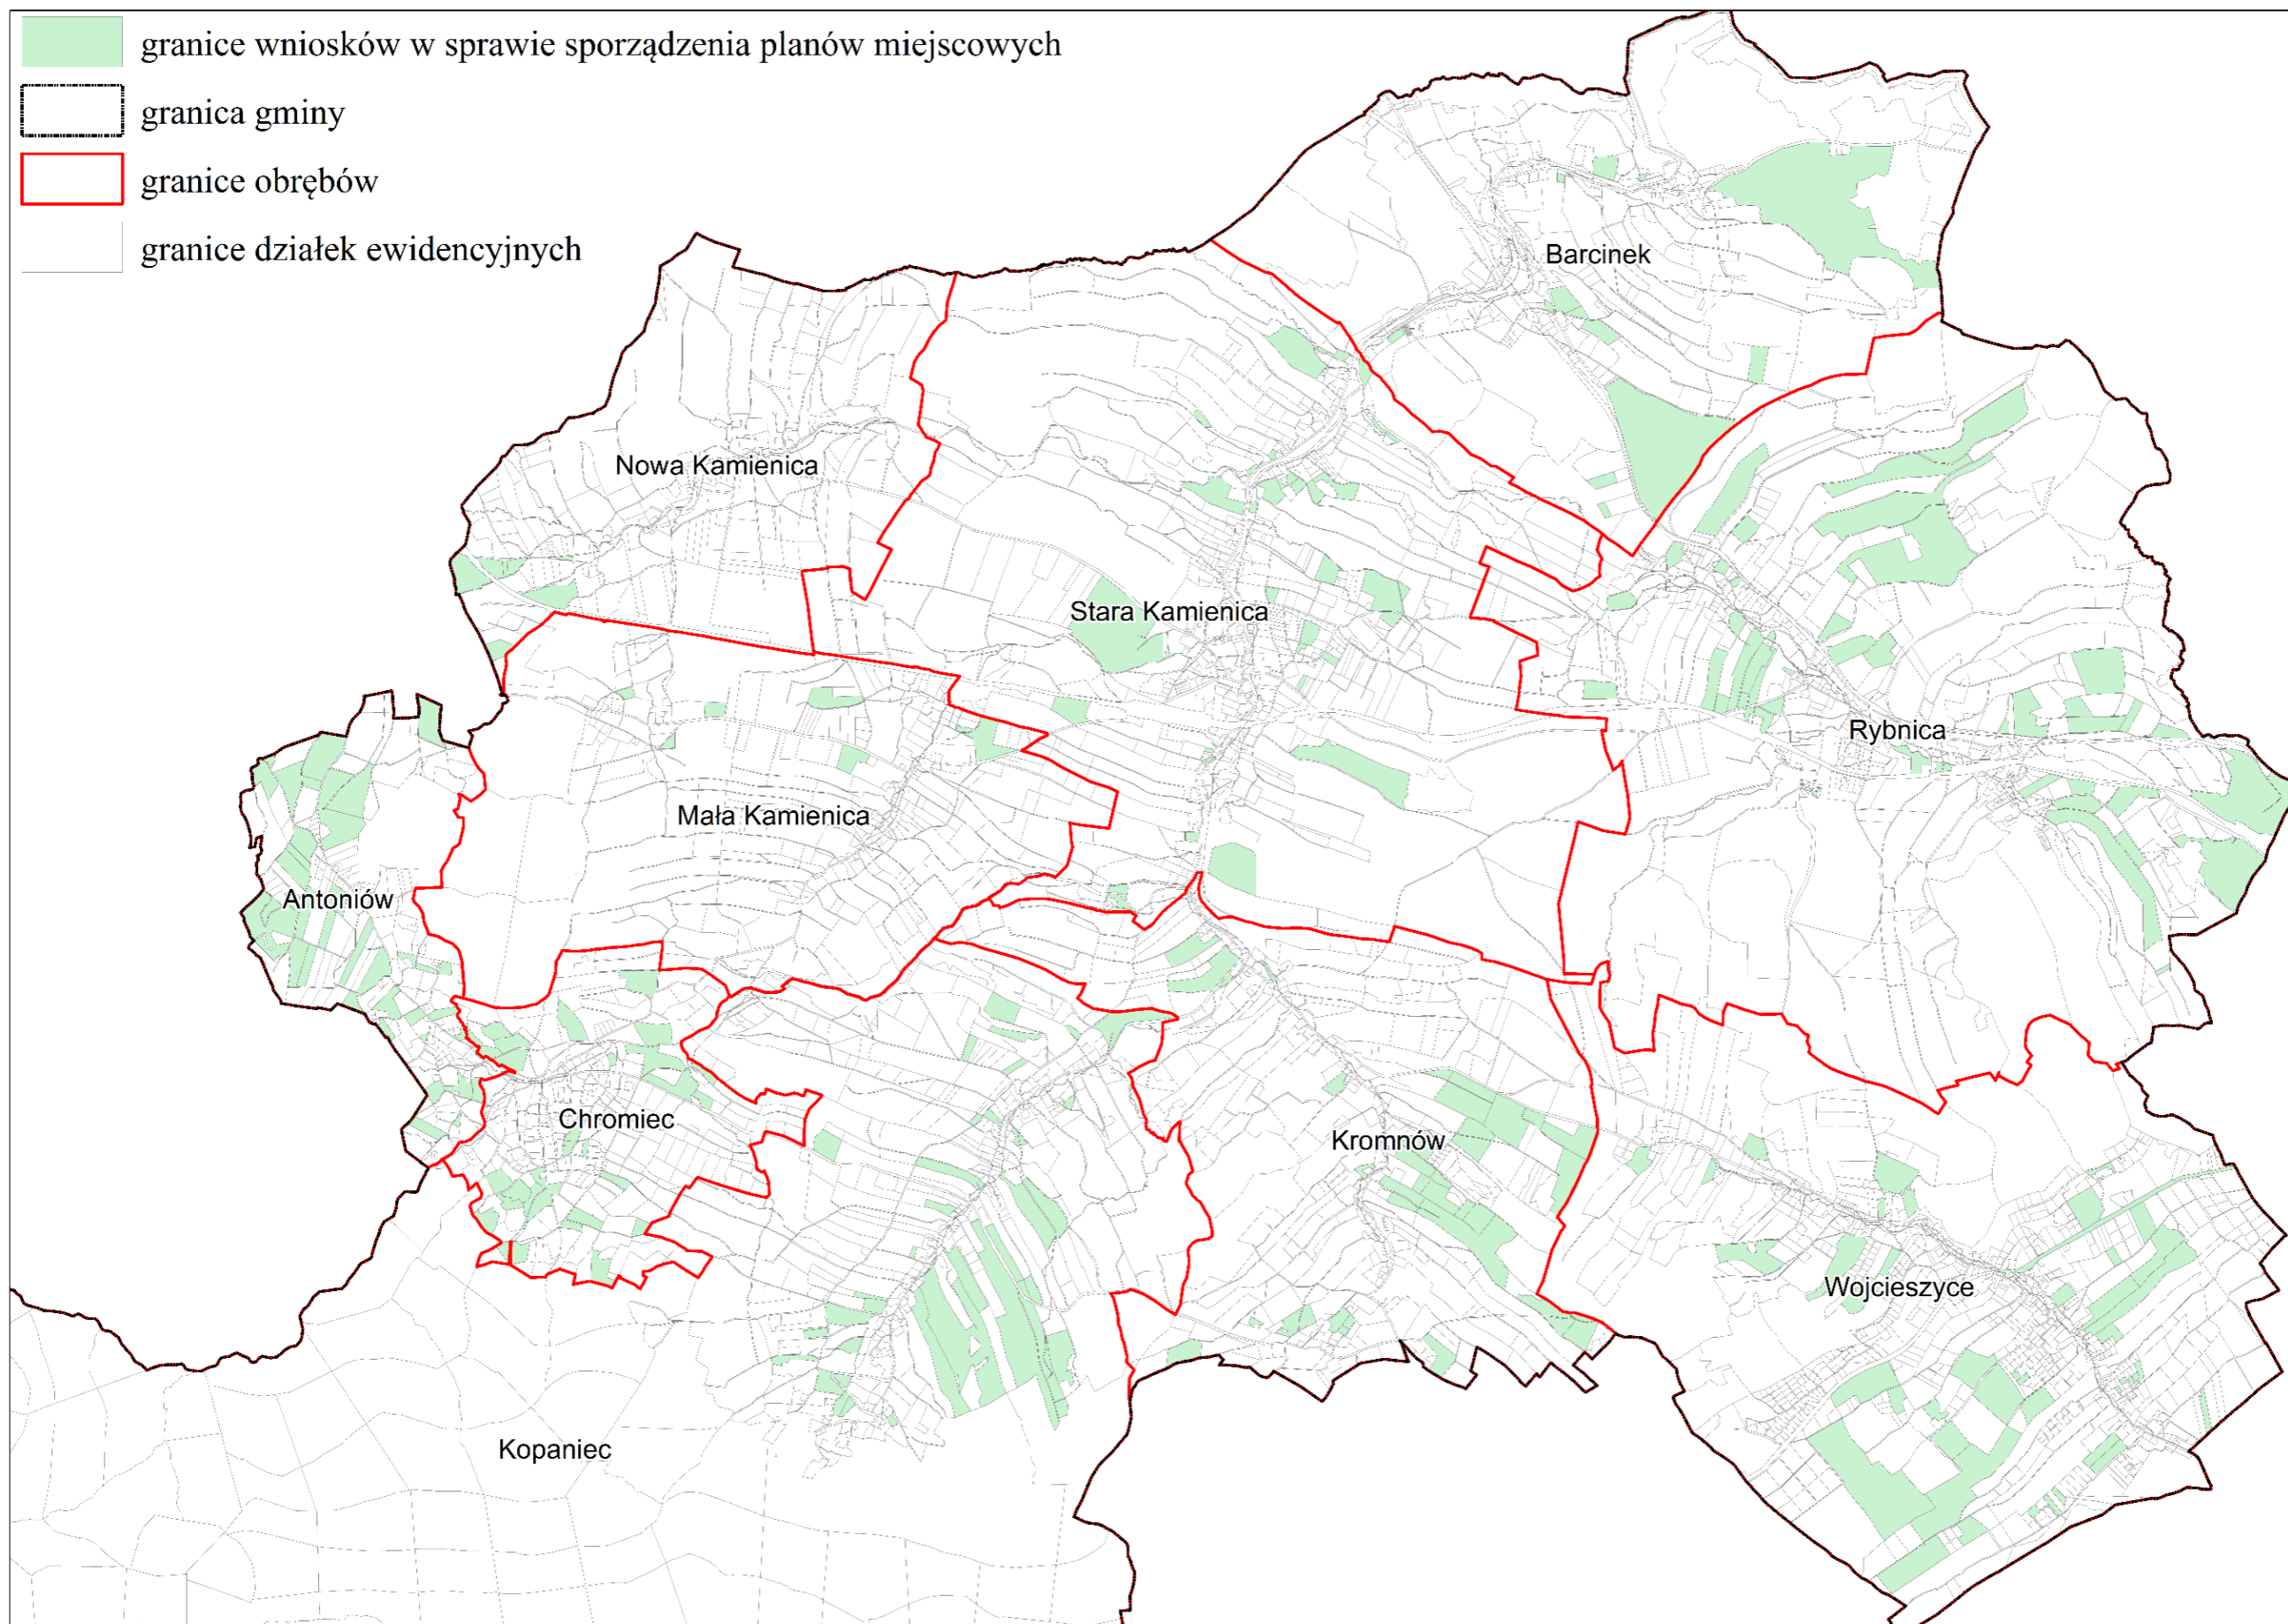 granice wniosków w sprawie sporządzenia planów miejscowych
granica gminy
granice obrębów
granice działek ewidencyjnych
Barcinek
Nowa Kamienica
Stara Kamienica
Rybnica
Mała Kamienica
Antoniów
Chromiec
Kromnów
Wojcieszyce
Kopaniec